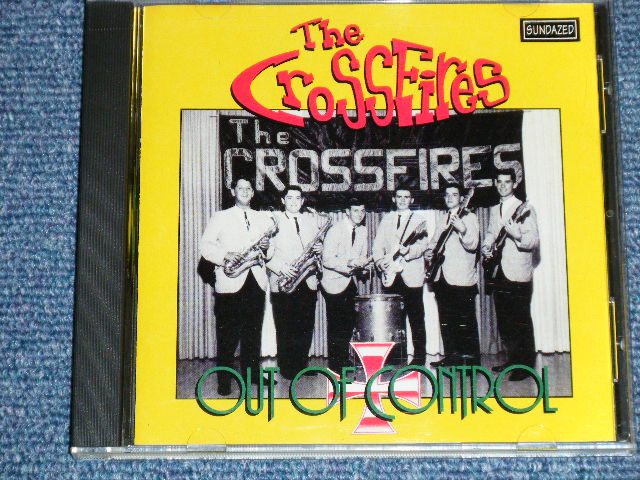 SUNDAZED
The
CrossFires
The
CROSSFIRES
OUT OF CONTROL